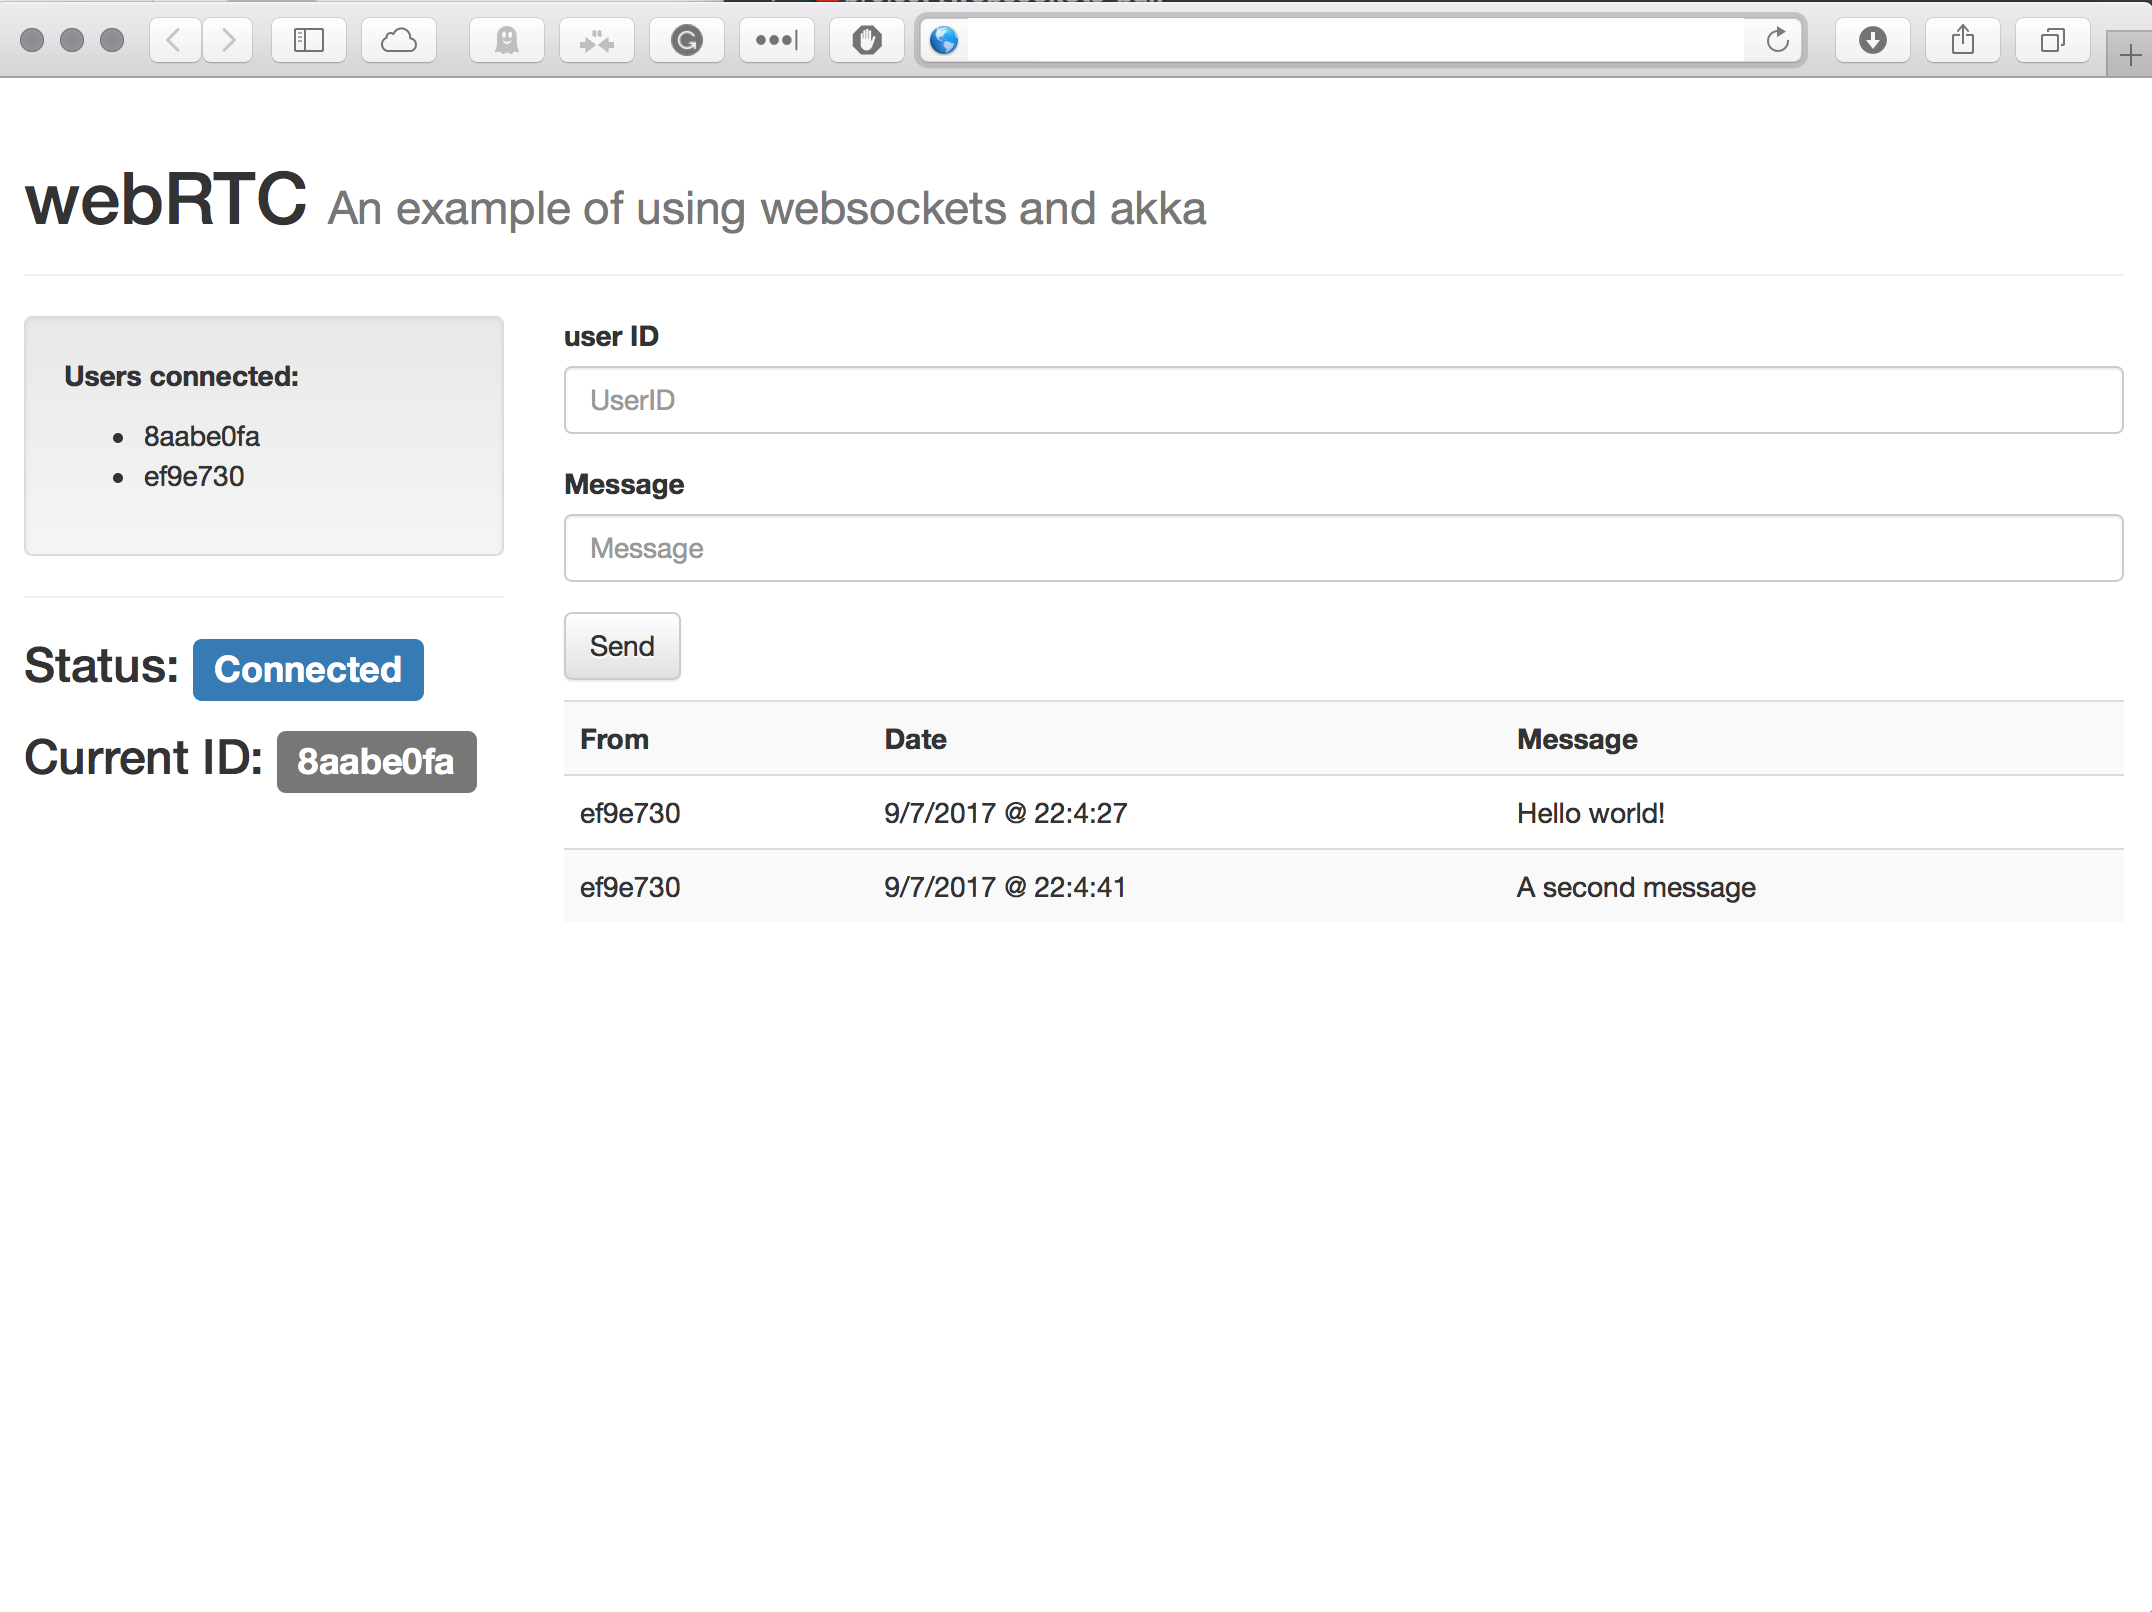 webRTC An example of using websockets and akka
Users connected:
8aabe0fa
ef9e730
Status: Connected
Current ID: 8aabe0fa
user ID
UserID
Message
Message
Send
From Date Message
ef9e730 9/7/2017 @ 22:4:27 Hello world!
ef9e730 9/7/2017 @ 22:4:41 A second message